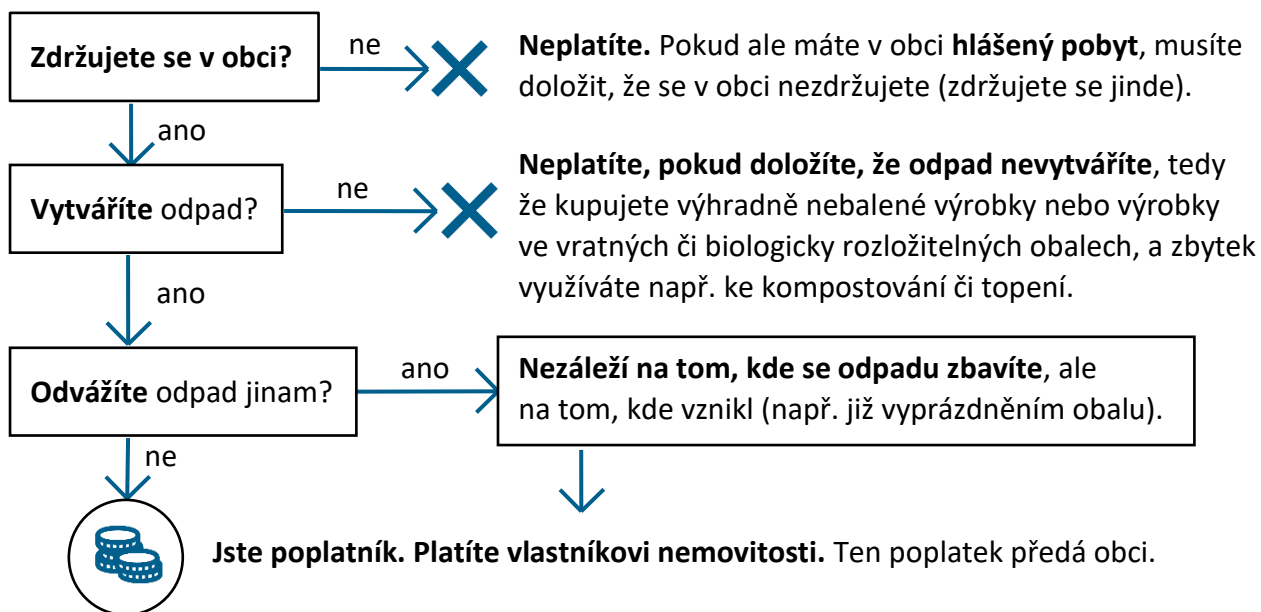 Zdržujete se v obci?
ne
Neplatíte. Pokud ale máte v obci hlášený pobyt, musíte
doložit, že se v obci nezdržujete (zdržujete se jinde).
ano
Vytváříte odpad?
ne
Neplatíte, pokud doložíte, že odpad nevytváříte, tedy
že kupujete výhradně nebalené výrobky nebo výrobky
ve vratných či biologicky rozložitelných obalech, a zbytek
využíváte např. ke kompostování či topení.
ano
Odvážíte odpad jinam?
ano
Nezáleží na tom, kde se odpadu zbavíte, ale
na tom, kde vznikl (např. již vyprázdněním obalu).
ne
Jste poplatník. Platíte vlastníkovi nemovitosti. Ten poplatek předá obci.